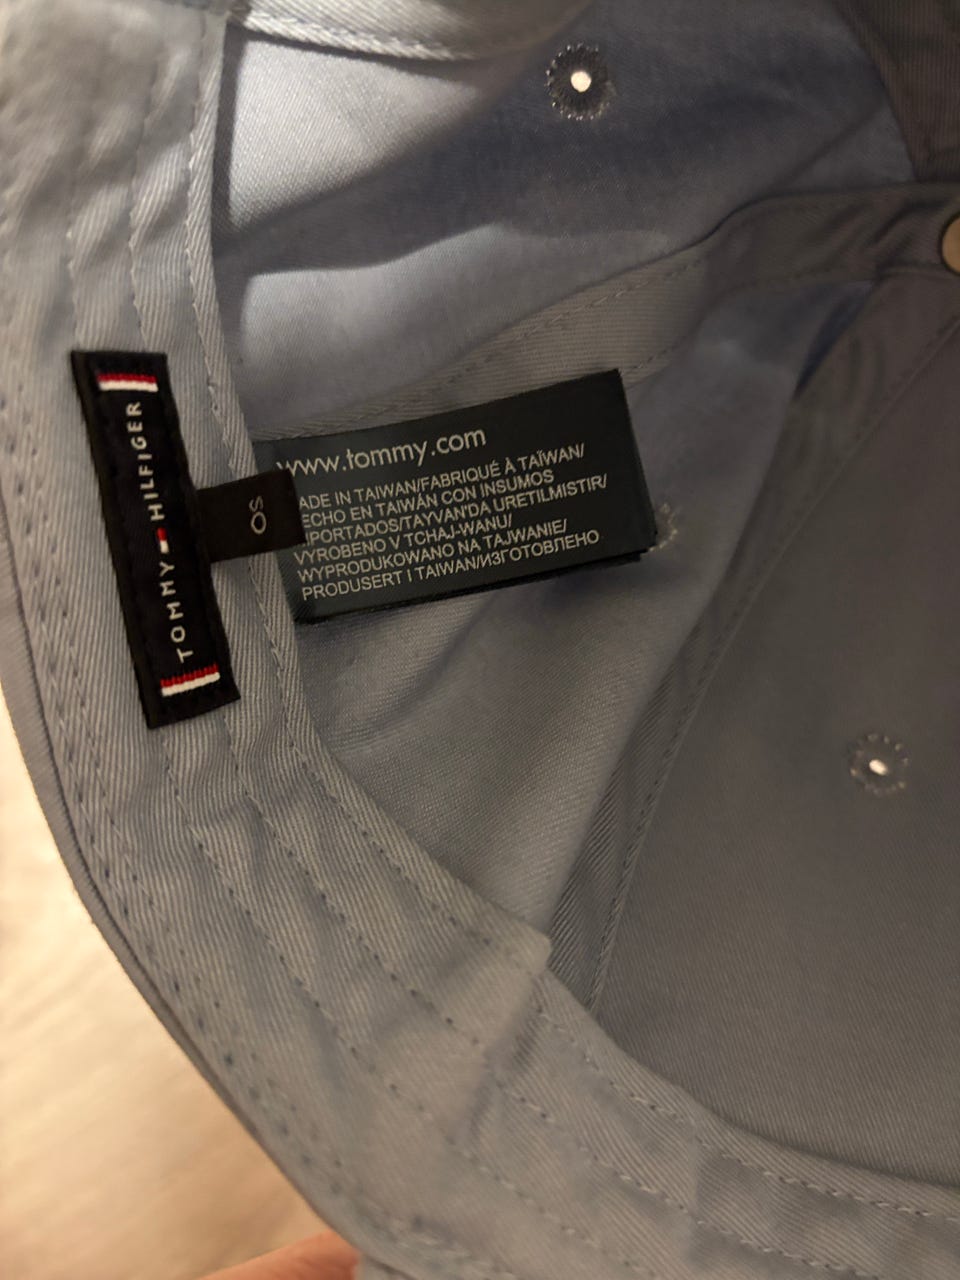 TOMMY HILFIGER
OS
www.tommy.com
ADE IN TAIWAN/FABRIQUÉ À TAÏWAN/
ECHO EN TAIWÁN CON INSUMOS
PORTADOS/TAYVAN'DA URETILMISTIR/
VYROBENO V TCHAJ-WANU/
WYPRODUKOWANO NA TAJWANIE/
PRODUSERT I TAIWAN/ИЗГОТОВЛЕНО